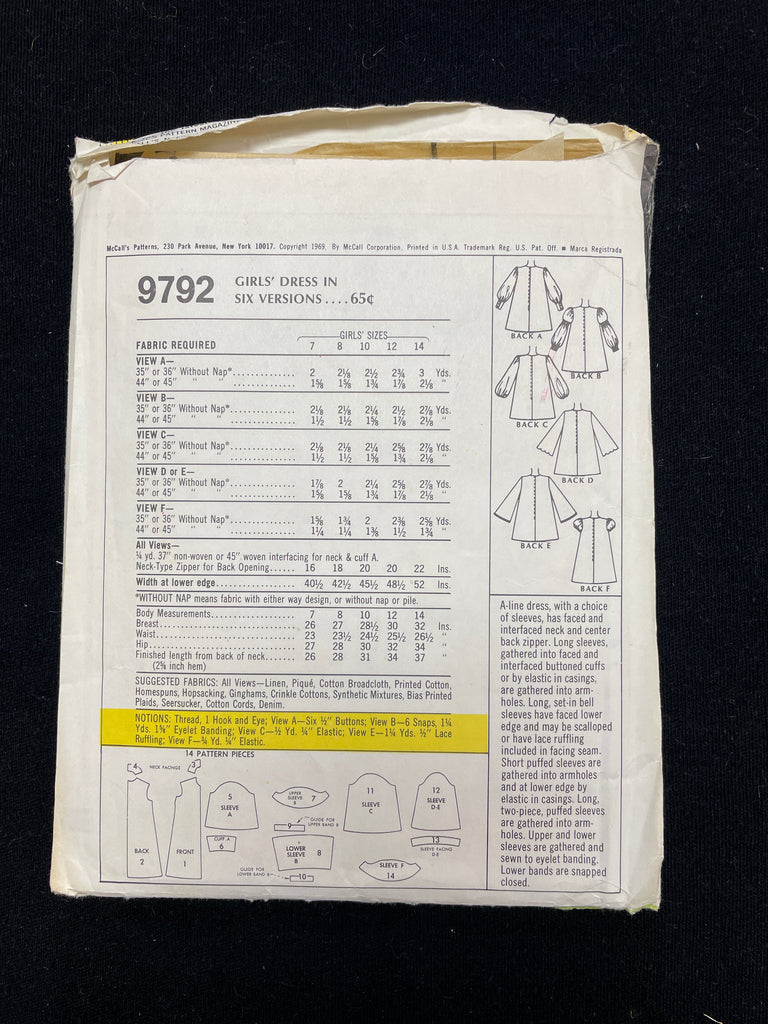 PATTERN MAGAZIN
McCall's Patterns, 230 Park Avenue, New York 10017. Copyright 1969, By McCall Corporation, Printed in U.S.A. Trademark Reg. U.S. Pat. Off. ■ Marca Registrada
9792 GIRLS' DRESS IN
SIX VERSIONS....65¢
GIRLS' SIZES
FABRIC REQUIRED 7 8 10 12 14
VIEW A—
35" or 36" Without Nap*.............. 2 2⅛ 2½ 2¾ 3 Yds.
44" or 45" " " .............. 1⅝ 1⅝ 1¾ 1⅞ 2⅛ "
VIEW B—
35" or 36" Without Nap*.............. 2⅛ 2⅛ 2¼ 2½ 2⅞ Yds.
44" or 45" " " .............. 1½ 1½ 1⅝ 1⅞ 2⅛ "
VIEW C—
35" or 36" Without Nap*.............. 2⅛ 2⅛ 2¼ 2⅝ 2⅞ Yds.
44" or 45" " " .............. 1½ 1½ 1⅝ 1¾ 2⅛ "
VIEW D or E—
35" or 36" Without Nap*.............. 1⅞ 2 2¼ 2⅝ 2⅞ Yds.
44" or 45" " " .............. 1⅝ 1⅝ 1¾ 1⅞ 2⅛ "
VIEW F—
35" or 36" Without Nap*.............. 1⅝ 1¾ 2 2⅜ 2⅝ Yds.
44" or 45" " " .............. 1¼ 1¼ 1⅜ 1½ 1¾ "
All Views—
yd. 37" non-woven or 45" woven interfacing for neck & cuff A.
Neck-Type Zipper for Back Opening...... 16 18 20 20 22 Ins.
Width at lower edge.................. 40½ 42½ 45½ 48½ 52 Ins.
*WITHOUT NAP means fabric with either way design, or without nap or pile.
Body Measurements.................. 7 8 10 12 14
Breast.............................. 26 27 28½ 30 32 Ins.
Waist.............................. 23 23½ 24½ 25½ 26½ "
Hip................................ 27 28 30 32 34 "
Finished length from back of neck....... 26 28 31 34 37 "
(2⅝ inch hem)
SUGGESTED FABRICS: All Views—Linen, Piqué, Cotton Broadcloth, Printed Cotton,
Homespuns, Hopsacking, Ginghams, Crinkle Cottons, Synthetic Mixtures, Bias Printed
Plaids, Seersucker, Cotton Cords, Denim.
NOTIONS: Thread, 1 Hook and Eye; View A—Six ½" Buttons; View B—6 Snaps, 1¼
Yds. 1⅜" Eyelet Banding; View C—½ Yd. ¼" Elastic; View E—1¼ Yds. ½" Lace
Ruffling; View F—¾ Yd. ¼" Elastic.
14 PATTERN PIECES
4 NECK FACINGS 3
BACK
2
FRONT
1
5
SLEEVE
A
CUFF A
6
UPPER
SLEEVE
B
7
GUIDE FOR
UPPER BAND B
9
LOWER
SLEEVE
B
8
GUIDE FOR
LOWER BAND B
10
11
SLEEVE
C
12
SLEEVE
D-E
13
SLEEVE FACING
D-E
SLEEVE F
14
BACK A
BACK B
BACK C
BACK D
BACK E
BACK F
A-line dress, with a choice
of sleeves, has faced and
interfaced neck and center
back zipper. Long sleeves,
gathered into faced and
interfaced buttoned cuffs
or by elastic in casings,
are gathered into arm-
holes. Long, set-in bell
sleeves have faced lower
edge and may be scalloped
or have lace ruffling
included in facing seam.
Short puffed sleeves are
gathered into armholes
and at lower edge by
elastic in casings. Long,
two-piece, puffed sleeves
are gathered into arm-
holes. Upper and lower
sleeves are gathered and
sewn to eyelet banding.
Lower bands are snapped
closed.